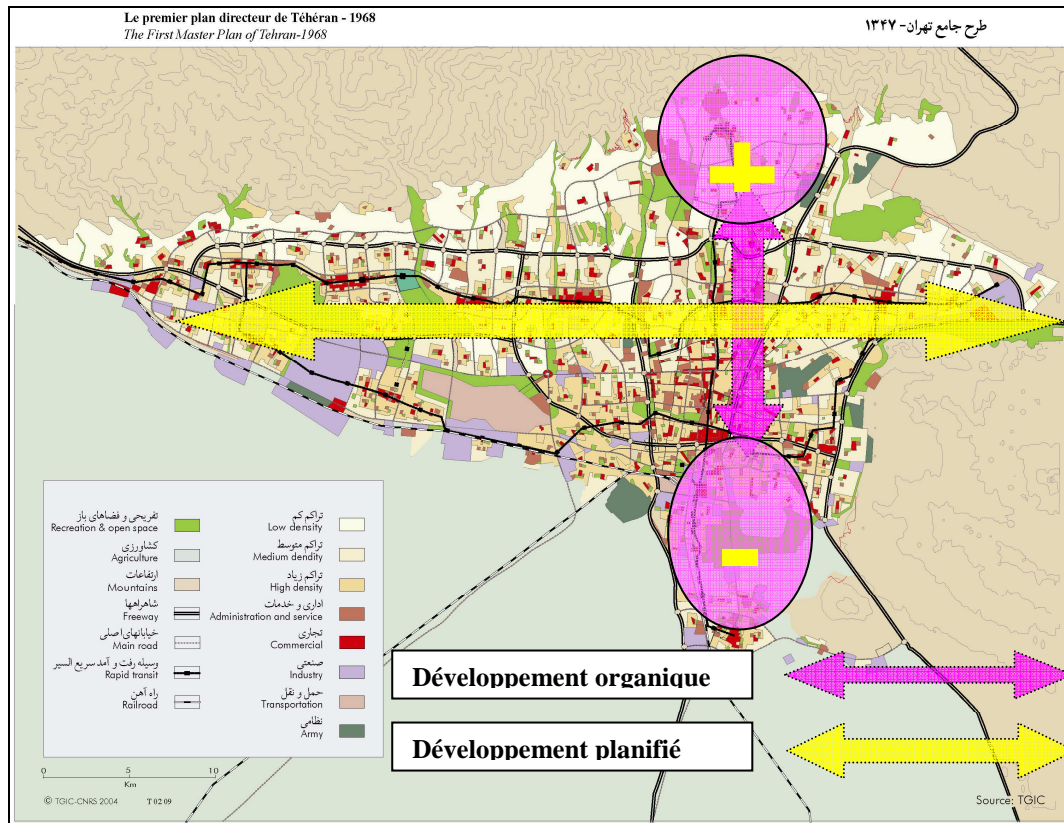 Le premier plan directeur de Téhéran - 1968
The First Master Plan of Tehran-1968
طرح جامع تهران- ۱۳۴۷
تفریحی و فضاهای باز
Recreation & open space
کشاورزی
Agriculture
ارتفاعات
Mountains
شاهراهها
Freeway
خیابانهای اصلی
Main road
وسیله رفت و آمد سریع السیر
Rapid transit
راه آهن
Railroad
تراکم کم
Low density
تراکم متوسط
Medium dendity
تراکم زیاد
High density
اداری و خدمات
Administration and service
تجاری
Commercial
صنعتی
Industry
حمل و نقل
Transportation
نظامی
Army
Développement organique
Développement planifié
0 5 10
Km
© TGIC-CNRS 2004 T 02 09
Source: TGIC